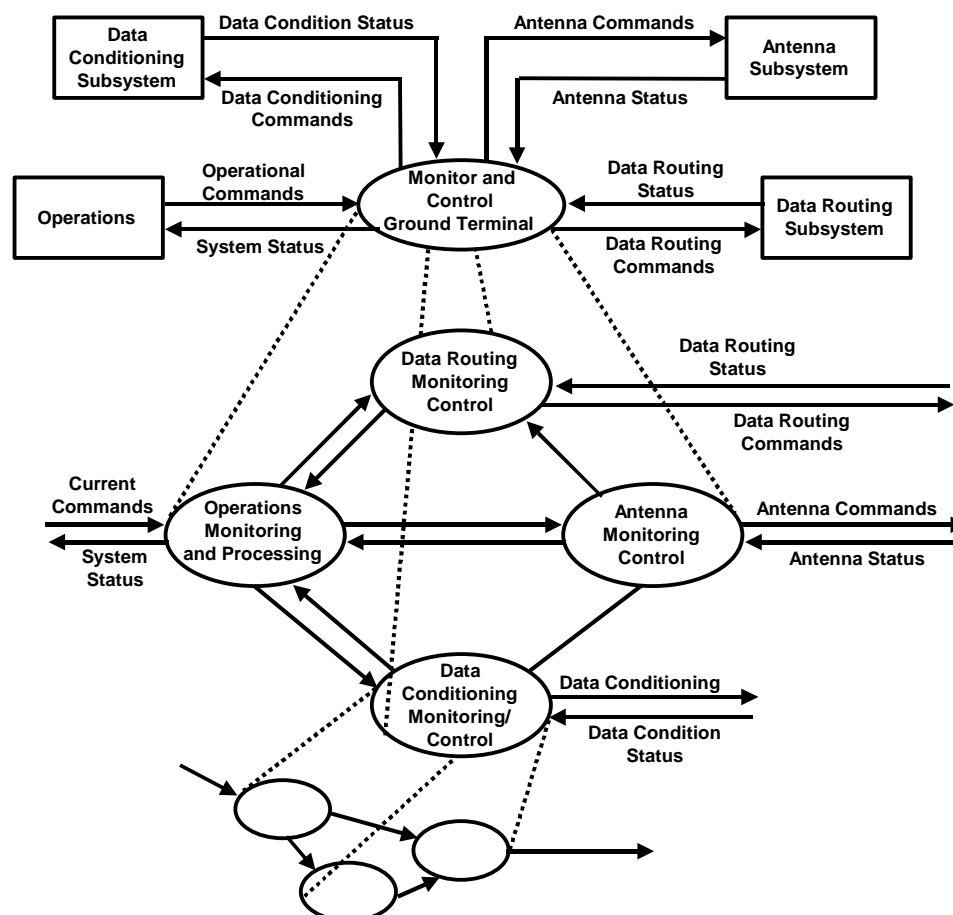 Data
Conditioning
Subsystem
Data Condition Status
Data Conditioning
Commands
Antenna Commands
Antenna Status
Antenna
Subsystem
Operations
Operational
Commands
System Status
Monitor and
Control
Ground Terminal
Data Routing
Status
Data Routing
Commands
Data Routing
Subsystem
Data Routing
Monitoring
Control
Data Routing
Status
Data Routing
Commands
Current
Commands
System
Status
Operations
Monitoring
and Processing
Antenna
Monitoring
Control
Antenna Commands
Antenna Status
Data
Conditioning
Monitoring/
Control
Data Conditioning
Data Condition
Status